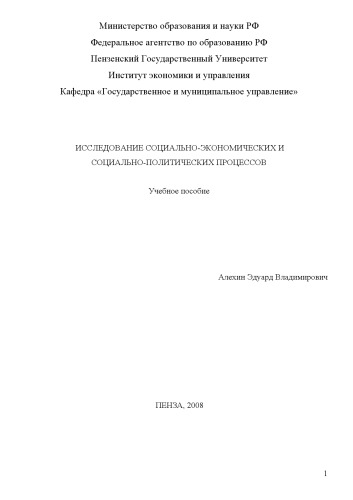 Министерство образования и науки РФ
Федеральное агентство по образованию РФ
Пензенский Государственный Университет
Институт экономики и управления
Кафедра «Государственное и муниципальное управление»
ИССЛЕДОВАНИЕ СОЦИАЛЬНО-ЭКОНОМИЧЕСКИХ И
СОЦИАЛЬНО-ПОЛИТИЧЕСКИХ ПРОЦЕССОВ
Учебное пособие
Алехин Эдуард Владимирович
ПЕНЗА, 2008
1